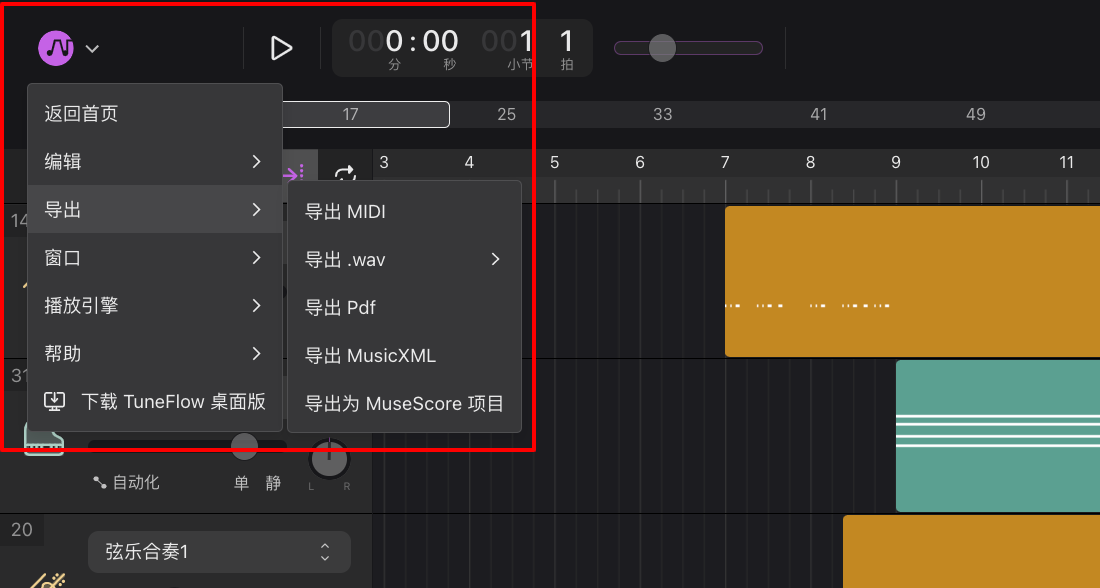 000:00 001 1
分 秒 小节 拍
17 25 33 41 49
3 4 5 6 7 8 9 10 11
返回首页
编辑
导出
窗口
播放引擎
帮助
下载 TuneFlow 桌面版
导出 MIDI
导出 .wav
导出 Pdf
导出 MusicXML
导出为 MuseScore 项目
14
31
自动化 单 静 L R
20
弦乐合奏1